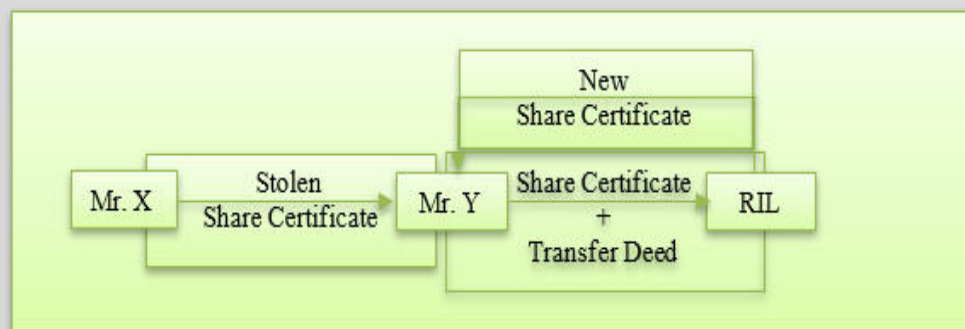 New
Share Certificate
Mr. X
Stolen
Share Certificate
Mr. Y
Share Certificate
+
Transfer Deed
RIL